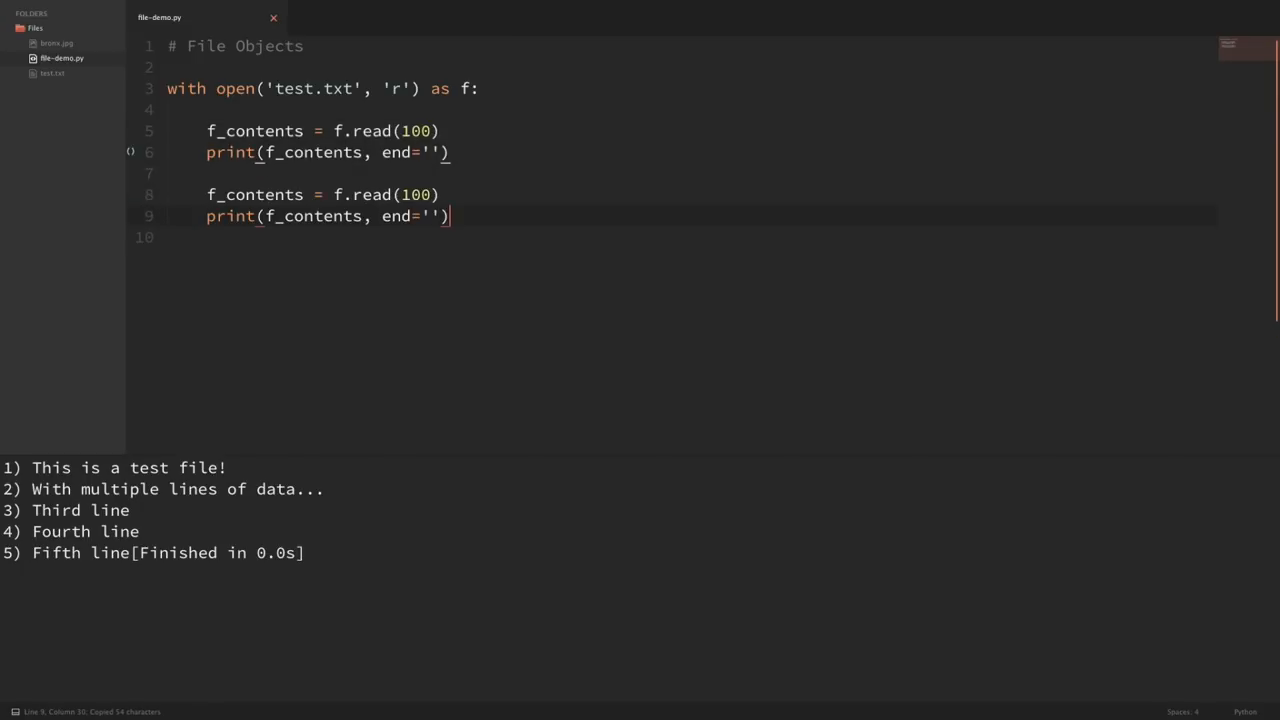 FOLDERS
Files
bronx.jpg
file-demo.py
test.txt
file-demo.py
1 # File Objects
2
3 with open('test.txt', 'r') as f:
4
5     f_contents = f.read(100)
6     print(f_contents, end='')
7
8     f_contents = f.read(100)
9     print(f_contents, end='')
10
1) This is a test file!
2) With multiple lines of data...
3) Third line
4) Fourth line
5) Fifth line[Finished in 0.0s]
Line 9, Column 30; Copied 54 characters
Spaces: 4
Python